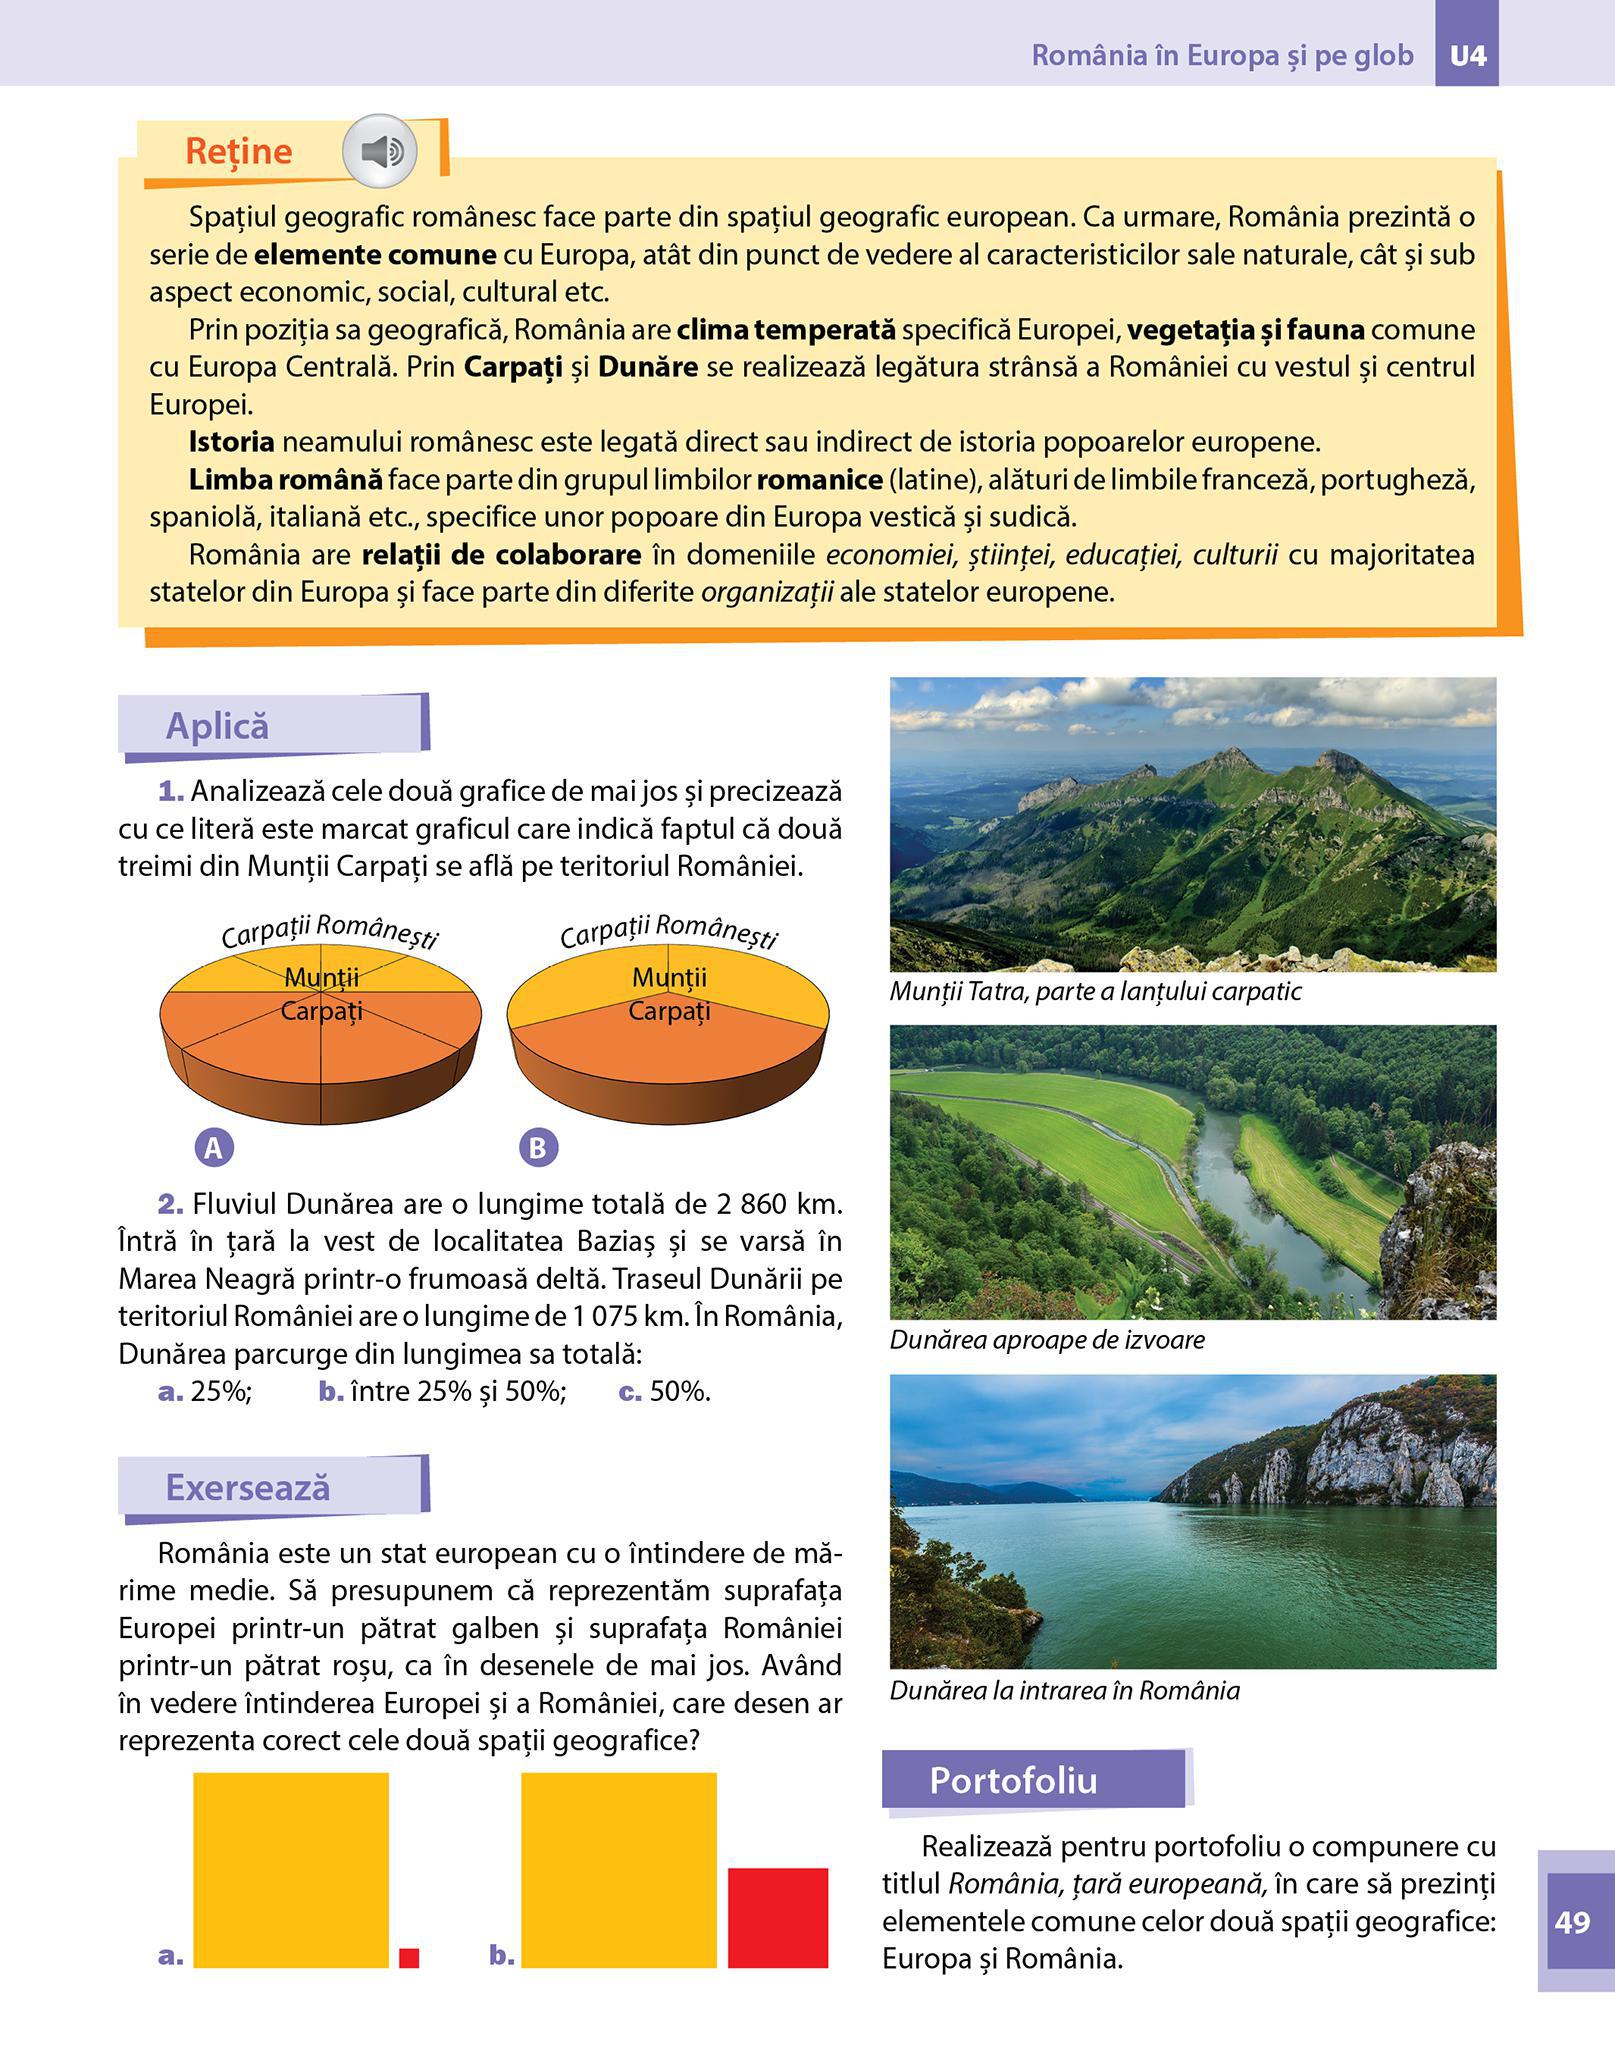 România în Europa și pe glob U4
Reține
Spațiul geografic românesc face parte din spațiul geografic european. Ca urmare, România prezintă o
serie de elemente comune cu Europa, atât din punct de vedere al caracteristicilor sale naturale, cât și sub
aspect economic, social, cultural etc.
Prin poziția sa geografică, România are clima temperată specifică Europei, vegetația și fauna comune
cu Europa Centrală. Prin Carpați și Dunăre se realizează legătura strânsă a României cu vestul și centrul
Europei.
Istoria neamului românesc este legată direct sau indirect de istoria popoarelor europene.
Limba română face parte din grupul limbilor romanice (latine), alături de limbile franceză, portugheză,
spaniolă, italiană etc., specifice unor popoare din Europa vestică și sudică.
România are relații de colaborare în domeniile economiei, științei, educației, culturii cu majoritatea
statelor din Europa și face parte din diferite organizații ale statelor europene.
Aplică
1. Analizează cele două grafice de mai jos și precizează
cu ce literă este marcat graficul care indică faptul că două
treimi din Munții Carpați se află pe teritoriul României.
Carpații Românești
Munții
Carpați
A
Carpații Românești
Munții
Carpați
B
2. Fluviul Dunărea are o lungime totală de 2 860 km.
Întră în țară la vest de localitatea Baziaș și se varsă în
Marea Neagră printr-o frumoasă deltă. Traseul Dunării pe
teritoriul României are o lungime de 1 075 km. În România,
Dunărea parcurge din lungimea sa totală:
a. 25%; b. între 25% și 50%; c. 50%.
Exersează
România este un stat european cu o întindere de mă-
rime medie. Să presupunem că reprezentăm suprafața
Europei printr-un pătrat galben și suprafața României
printr-un pătrat roșu, ca în desenele de mai jos. Având
în vedere întinderea Europei și a României, care desen ar
reprezenta corect cele două spații geografice?
a. b.
Munții Tatra, parte a lanțului carpatic
Dunărea aproape de izvoare
Dunărea la intrarea în România
Portofoliu
Realizează pentru portofoliu o compunere cu
titlul România, țară europeană, în care să prezinți
elementele comune celor două spații geografice:
Europa și România.
49